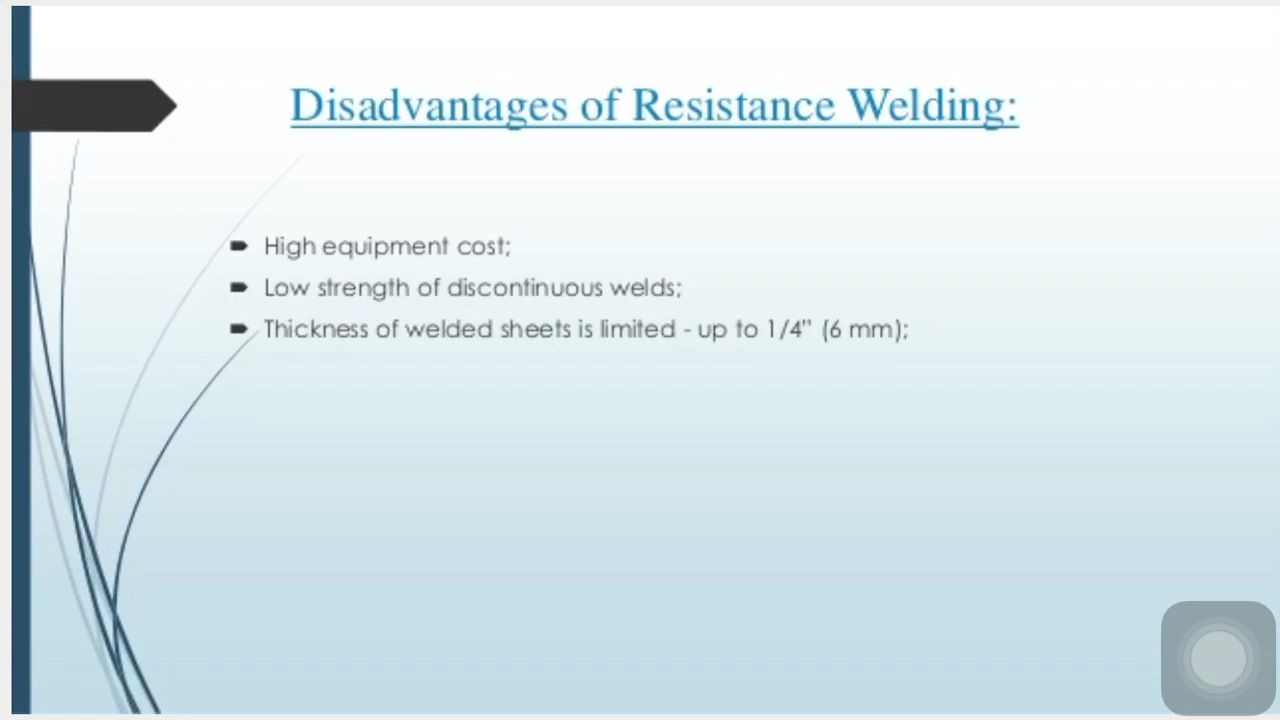 Disadvantages of Resistance Welding:
High equipment cost;
Low strength of discontinuous welds;
Thickness of welded sheets is limited - up to 1/4” (6 mm);